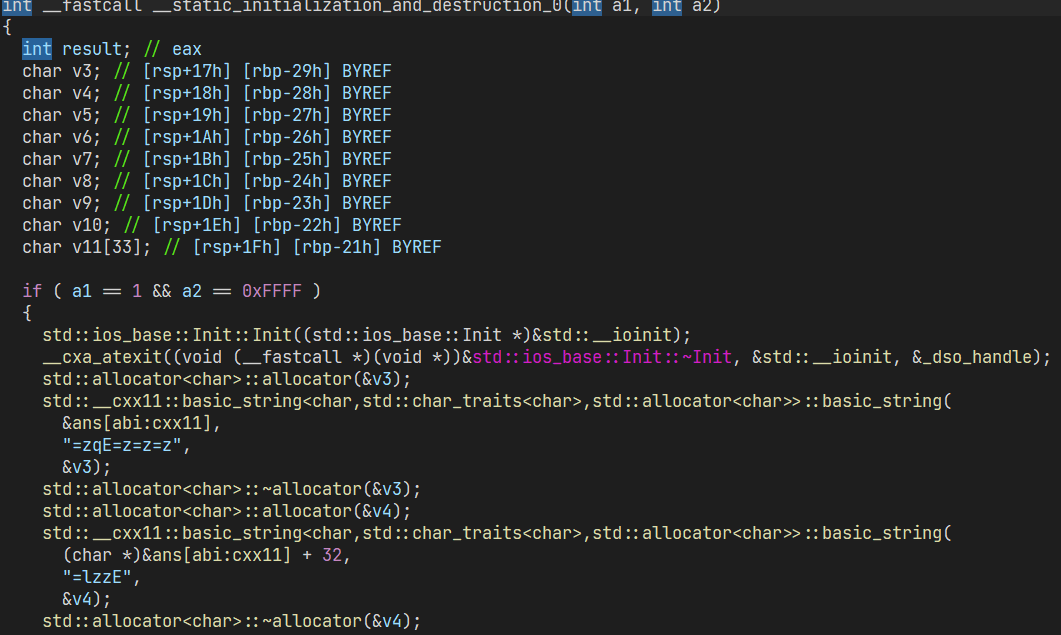 int __fastcall __static_initialization_and_destruction_0(int a1, int a2)
{
int result; // eax
char v3; // [rsp+17h] [rbp-29h] BYREF
char v4; // [rsp+18h] [rbp-28h] BYREF
char v5; // [rsp+19h] [rbp-27h] BYREF
char v6; // [rsp+1Ah] [rbp-26h] BYREF
char v7; // [rsp+1Bh] [rbp-25h] BYREF
char v8; // [rsp+1Ch] [rbp-24h] BYREF
char v9; // [rsp+1Dh] [rbp-23h] BYREF
char v10; // [rsp+1Eh] [rbp-22h] BYREF
char v11[33]; // [rsp+1Fh] [rbp-21h] BYREF
if ( a1 == 1 && a2 == 0xFFFF )
{
std::ios_base::Init::Init((std::ios_base::Init *)&std::__ioinit);
__cxa_atexit((void (__fastcall *)(void *))&std::ios_base::Init::~Init, &std::__ioinit, &_dso_handle);
std::allocator<char>::allocator(&v3);
std::__cxx11::basic_string<char,std::char_traits<char>,std::allocator<char>>::basic_string(
&ans[abi:cxx11],
"=zqE=z=z=z",
&v3);
std::allocator<char>::~allocator(&v3);
std::allocator<char>::allocator(&v4);
std::__cxx11::basic_string<char,std::char_traits<char>,std::allocator<char>>::basic_string(
(char *)&ans[abi:cxx11] + 32,
"=lzzE",
&v4);
std::allocator<char>::~allocator(&v4);